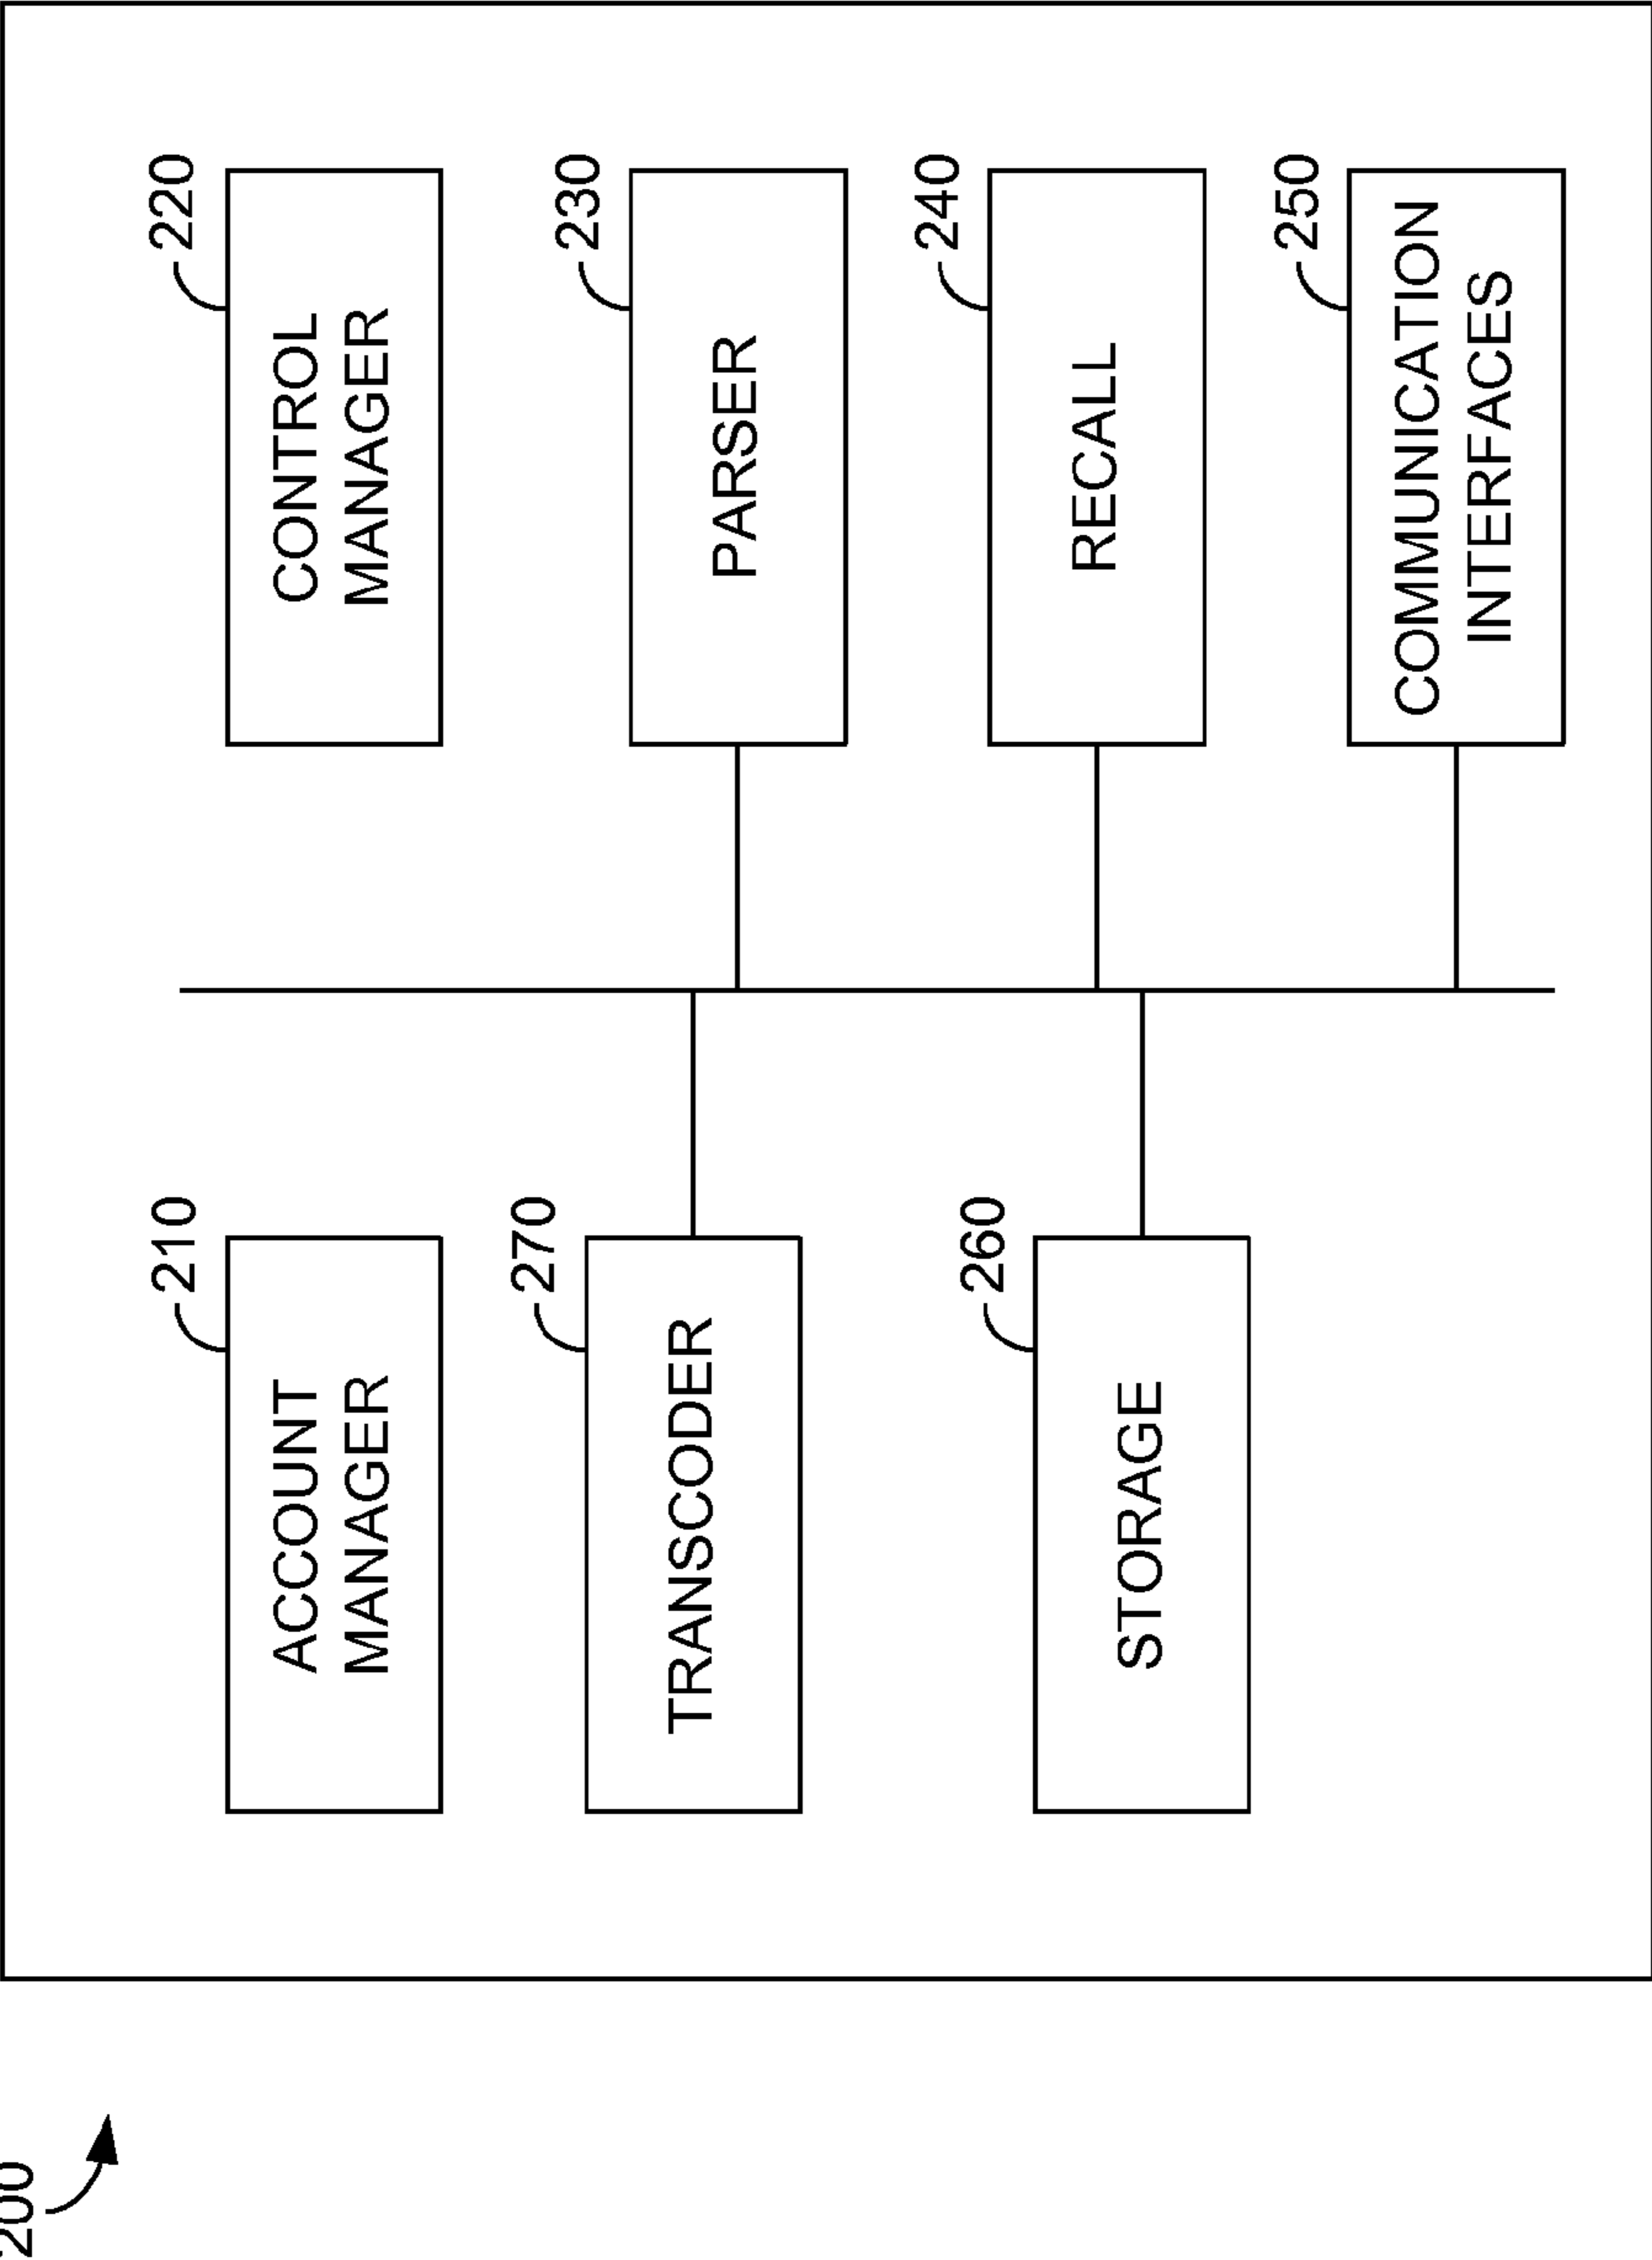 200
210
ACCOUNT
MANAGER
220
CONTROL
MANAGER
270
TRANSCODER
230
PARSER
260
STORAGE
240
RECALL
250
COMMUNICATION
INTERFACES